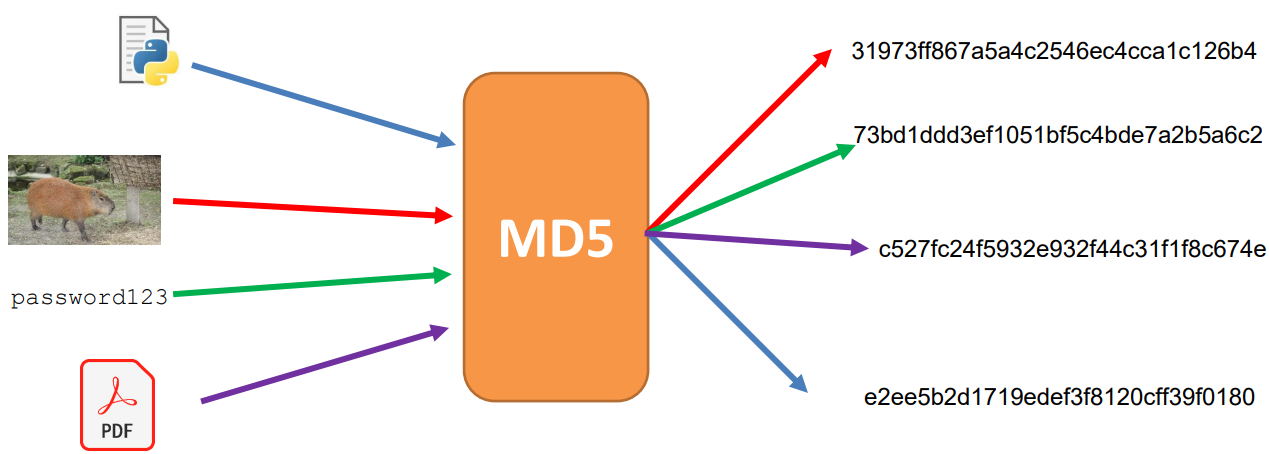 31973ff867a5a4c2546ec4cca1c126b4
73bd1ddd3ef1051bf5c4bde7a2b5a6c2
MD5
c527fc24f5932e932f44c31f1f8c674e
password123
e2ee5b2d1719edef3f8120cff39f0180
PDF